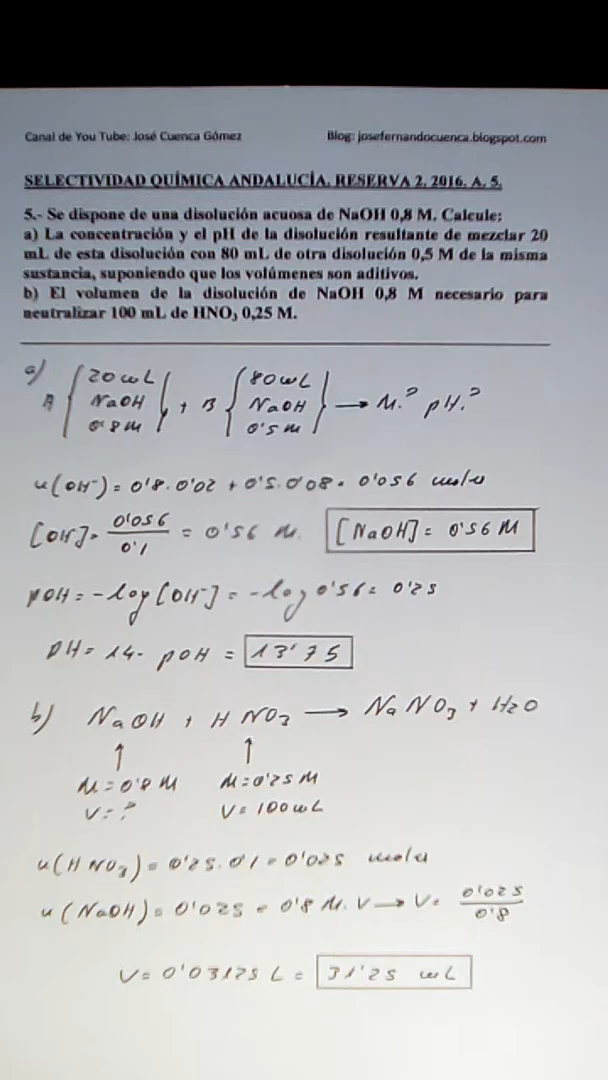 Canal de You Tube: José Cuenca Gómez Blog: josefernandocuenca.blogspot.com
SELECTIVIDAD QUÍMICA ANDALUCÍA. RESERVA 2. 2016. A. 5.
5.- Se dispone de una disolución acuosa de NaOH 0,8 M. Calcule:
a) La concentración y el pH de la disolución resultante de mezclar 20
mL de esta disolución con 80 mL de otra disolución 0,5 M de la misma
sustancia, suponiendo que los volúmenes son aditivos.
b) El volumen de la disolución de NaOH 0,8 M necesario para
neutralizar 100 mL de HNO₃ 0,25 M.
a)
20 mL 80 mL
A { NaOH } + B { NaOH } → M.? pH.?
0'8 M 0'5 M
n(OH⁻) = 0'8 · 0'02 + 0'5 · 0'08 = 0'056 moles
[OH⁻] = 0'056 / 0'1 = 0'56 M. [NaOH] = 0'56 M
pOH = -log [OH⁻] = -log 0'56 = 0'25
pH = 14 - pOH = 13'75
b) NaOH + HNO₃ → NaNO₃ + H₂O
↑ ↑
M = 0'8 M M = 0'25 M
V = ? V = 100 mL
n(HNO₃) = 0'25 · 0'1 = 0'025 moles
n(NaOH) = 0'025 = 0'8 M · V → V = 0'025 / 0'8
V = 0'03125 L = 31'25 mL